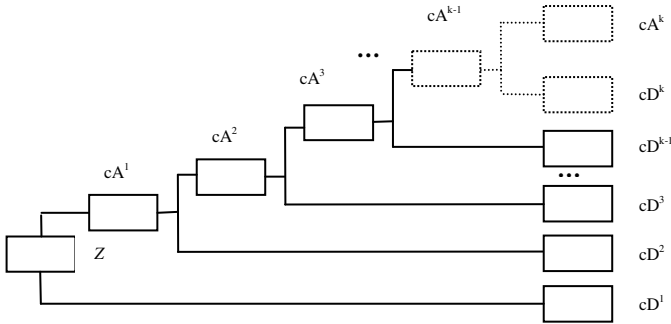 cA^k
cA^k-1
...
cA^3
cD^k
cA^2
cD^k-1
...
cA^1
cD^3
Z
cD^2
cD^1